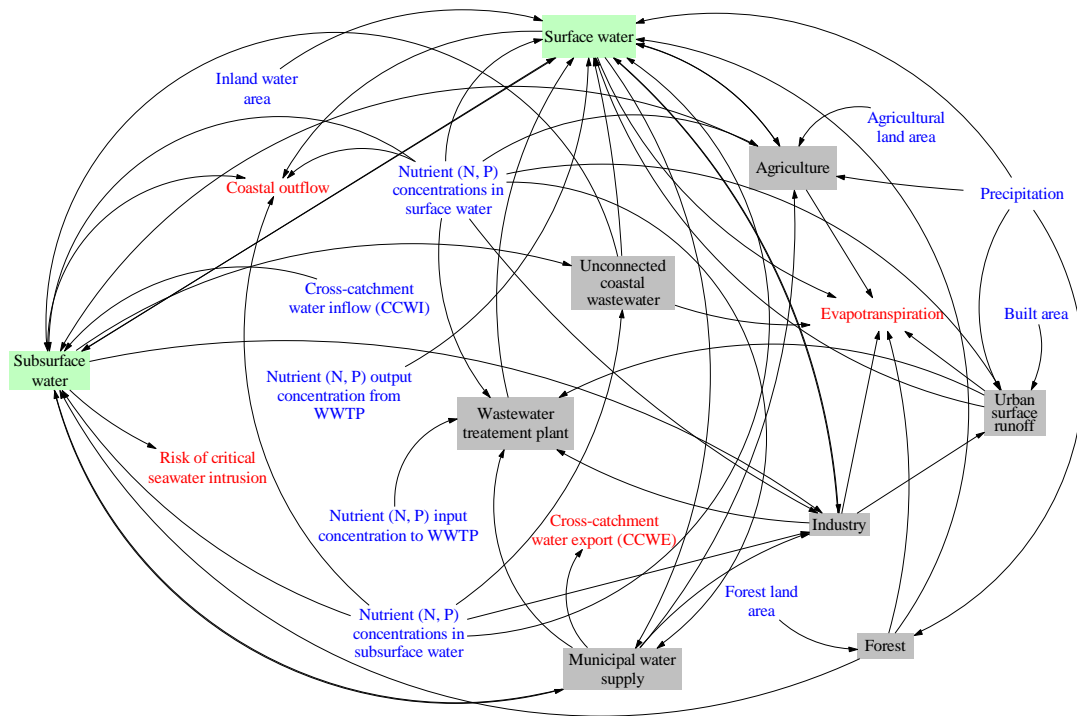 Surface water
Inland water
area
Agricultural
land area
Agriculture
Nutrient (N, P)
concentrations in
surface water
Coastal outflow
Precipitation
Unconnected
coastal
wastewater
Cross-catchment
water inflow (CCWI)
Evapotranspiration
Built area
Subsurface
water
Nutrient (N, P) output
concentration from
WWTP
Wastewater
treatement plant
Urban
surface
runoff
Risk of critical
seawater intrusion
Nutrient (N, P) input
concentration to WWTP
Cross-catchment
water export (CCWE)
Industry
Forest land
area
Nutrient (N, P)
concentrations in
subsurface water
Forest
Municipal water
supply